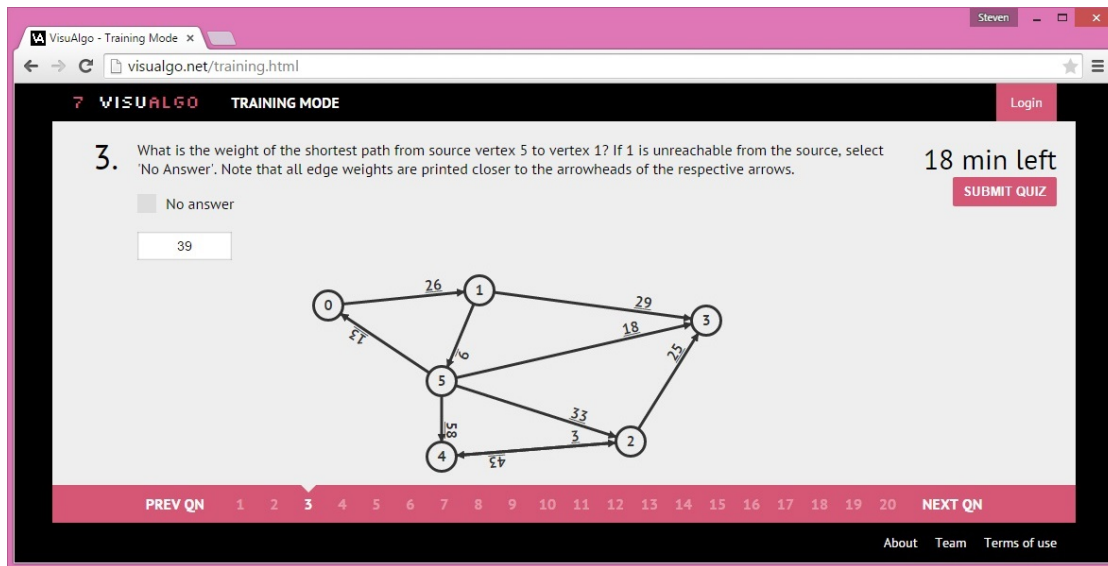 Steven
VisuAlgo - Training Mode
visualgo.net/training.html
7 VISUALGO TRAINING MODE Login
3. What is the weight of the shortest path from source vertex 5 to vertex 1? If 1 is unreachable from the source, select
'No Answer'. Note that all edge weights are printed closer to the arrowheads of the respective arrows.
18 min left
SUBMIT QUIZ
No answer
39
26
1
0
29
3
13
18
6
25
5
33
58
3
2
4
43
PREV QN 1 2 3 4 5 6 7 8 9 10 11 12 13 14 15 16 17 18 19 20 NEXT QN
About Team Terms of use